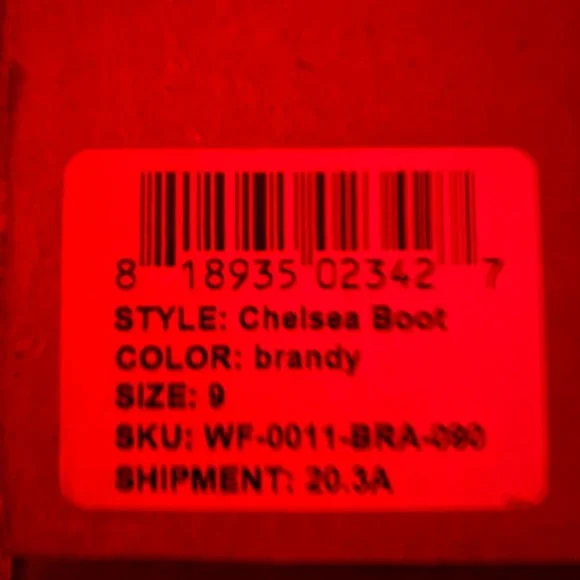 8 18935 02342 7
STYLE: Chelsea Boot
COLOR: brandy
SIZE: 9
SKU: WF-0011-BRA-090
SHIPMENT: 20.3A